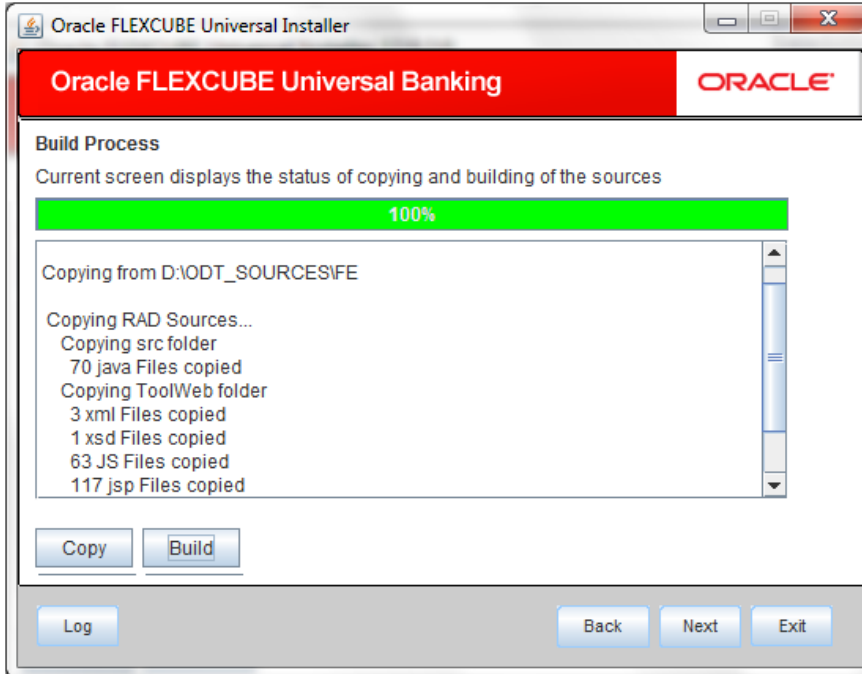 Oracle FLEXCUBE Universal Installer
Oracle FLEXCUBE Universal Banking
ORACLE
Build Process
Current screen displays the status of copying and building of the sources
100%
Copying from D:\ODT_SOURCES\FE
Copying RAD Sources...
Copying src folder
70 java Files copied
Copying ToolWeb folder
3 xml Files copied
1 xsd Files copied
63 JS Files copied
117 jsp Files copied
Copy Build
Log Back Next Exit